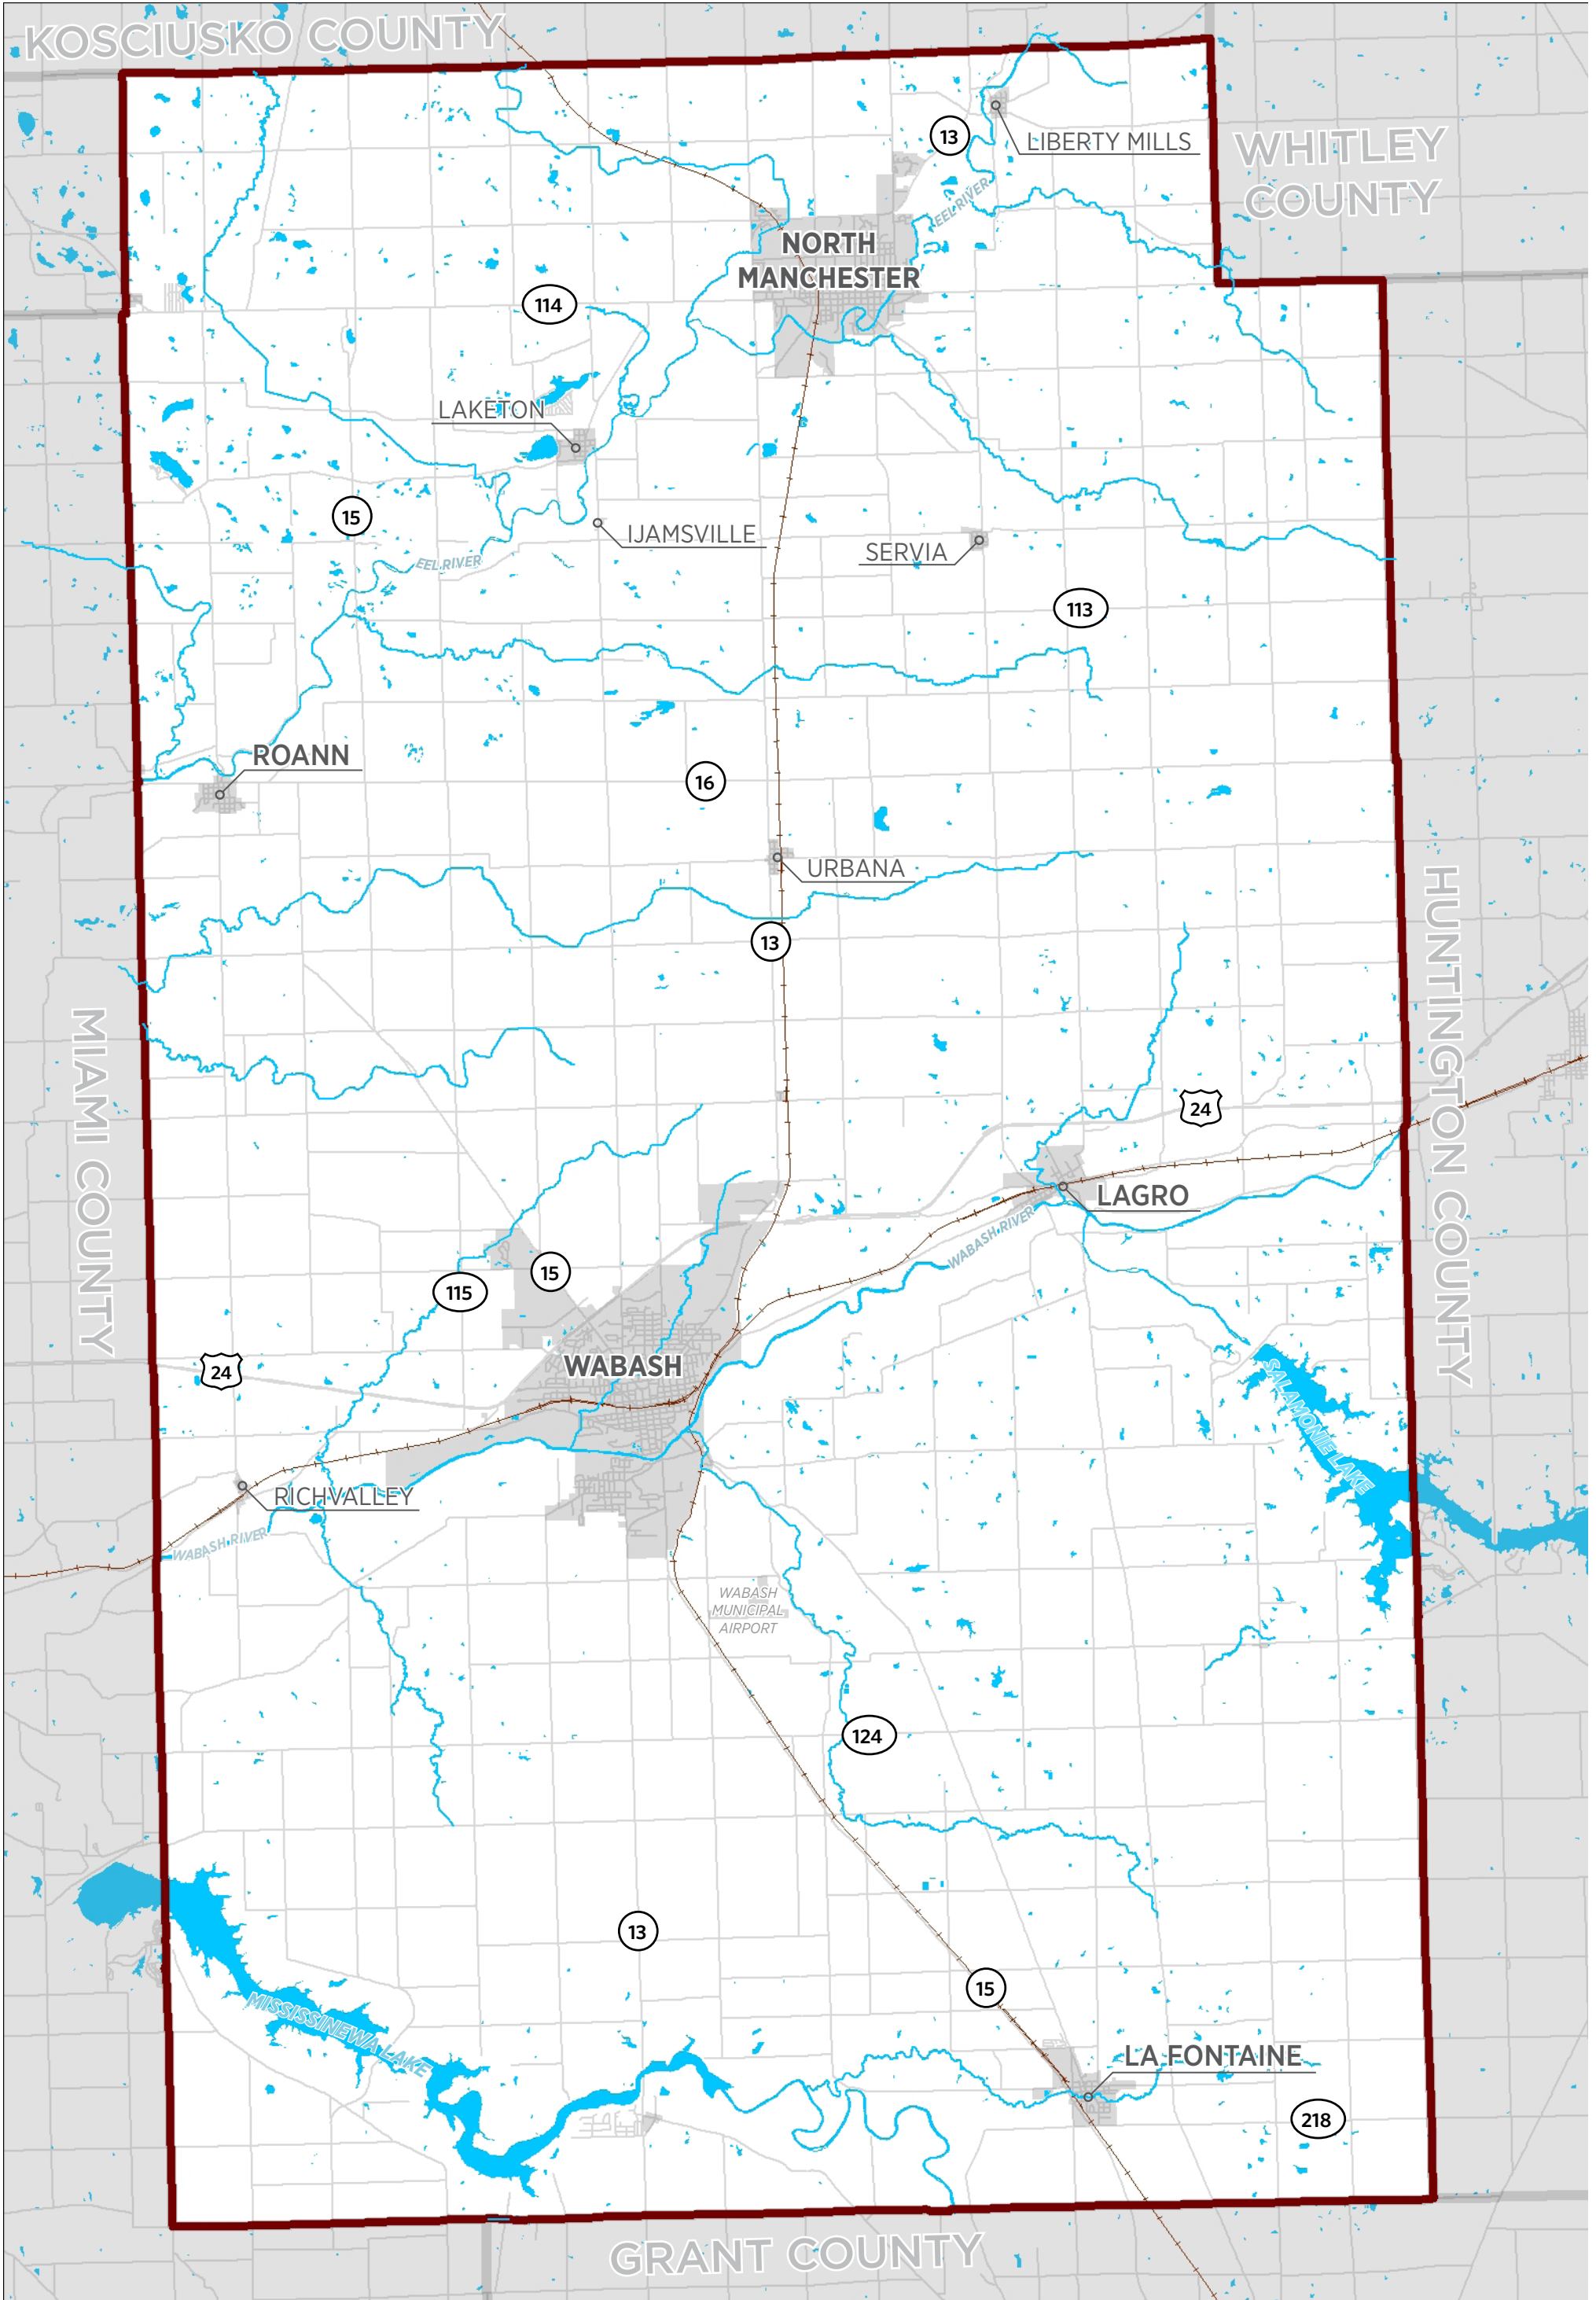 KOSCIUSKO COUNTY
13
LIBERTY MILLS
WHITLEY
COUNTY
EEL RIVER
NORTH
MANCHESTER
114
LAKETON
15
IJAMSVILLE
SERVIA
EEL RIVER
113
ROANN
16
URBANA
13
HUNTINGTON COUNTY
MIAMI COUNTY
24
LAGRO
WABASH RIVER
15
115
WABASH
24
SALAMONIE LAKE
RICHVALLEY
WABASH RIVER
WABASH
MUNICIPAL
AIRPORT
124
13
15
MISSISSINEWA LAKE
LA FONTAINE
218
GRANT COUNTY